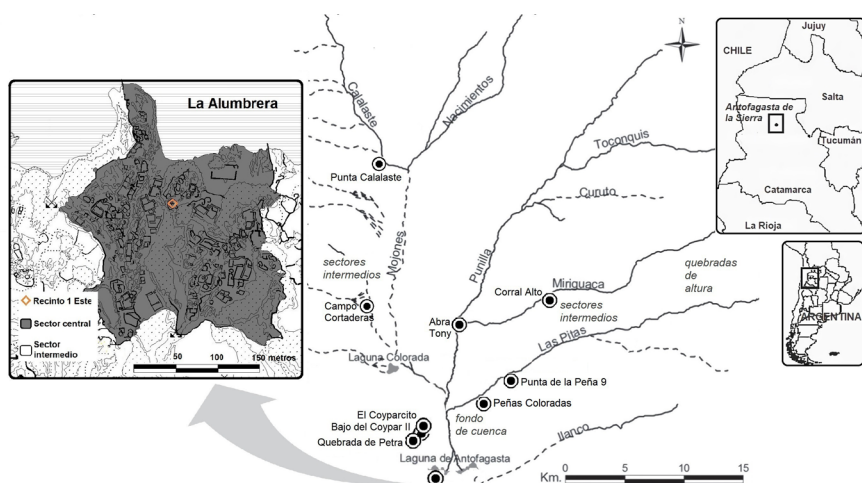 La Alumbrera
Recinto 1 Este
Sector central
Sector
intermedio
50
100
150 metros
N
Calalaste
Nacimientos
Punta Calalaste
Toconquis
Curuto
Mojones
Punilla
sectores
intermedios
Campo
Cortaderas
Miriguaca
Corral Alto
sectores
intermedios
quebradas
de
altura
Abra
Tony
Las Pitas
Laguna Colorada
Punta de la Peña 9
Peñas Coloradas
El Coyparcito
Bajo del Coypar II
Quebrada de Petra
fondo
de cuenca
Ilanco
Laguna de Antofagasta
Km.
0
5
10
15
Jujuy
CHILE
Salta
Antofagasta de
la Sierra
Tucumán
Catamarca
La Rioja
ARGENTINA